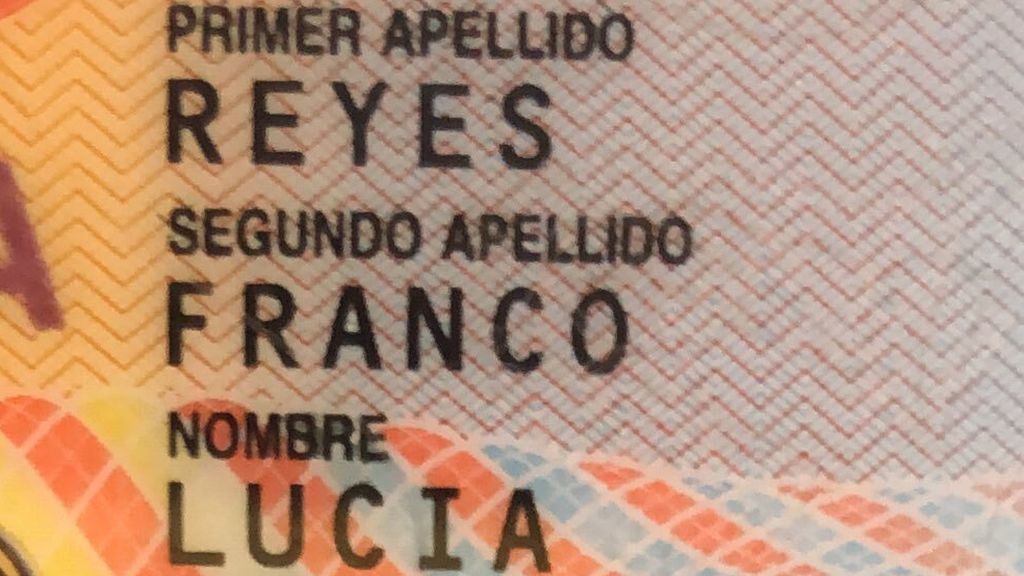 PRIMER APELLIDO
REYES
SEGUNDO APELLIDO
FRANCO
NOMBRE
LUCIA